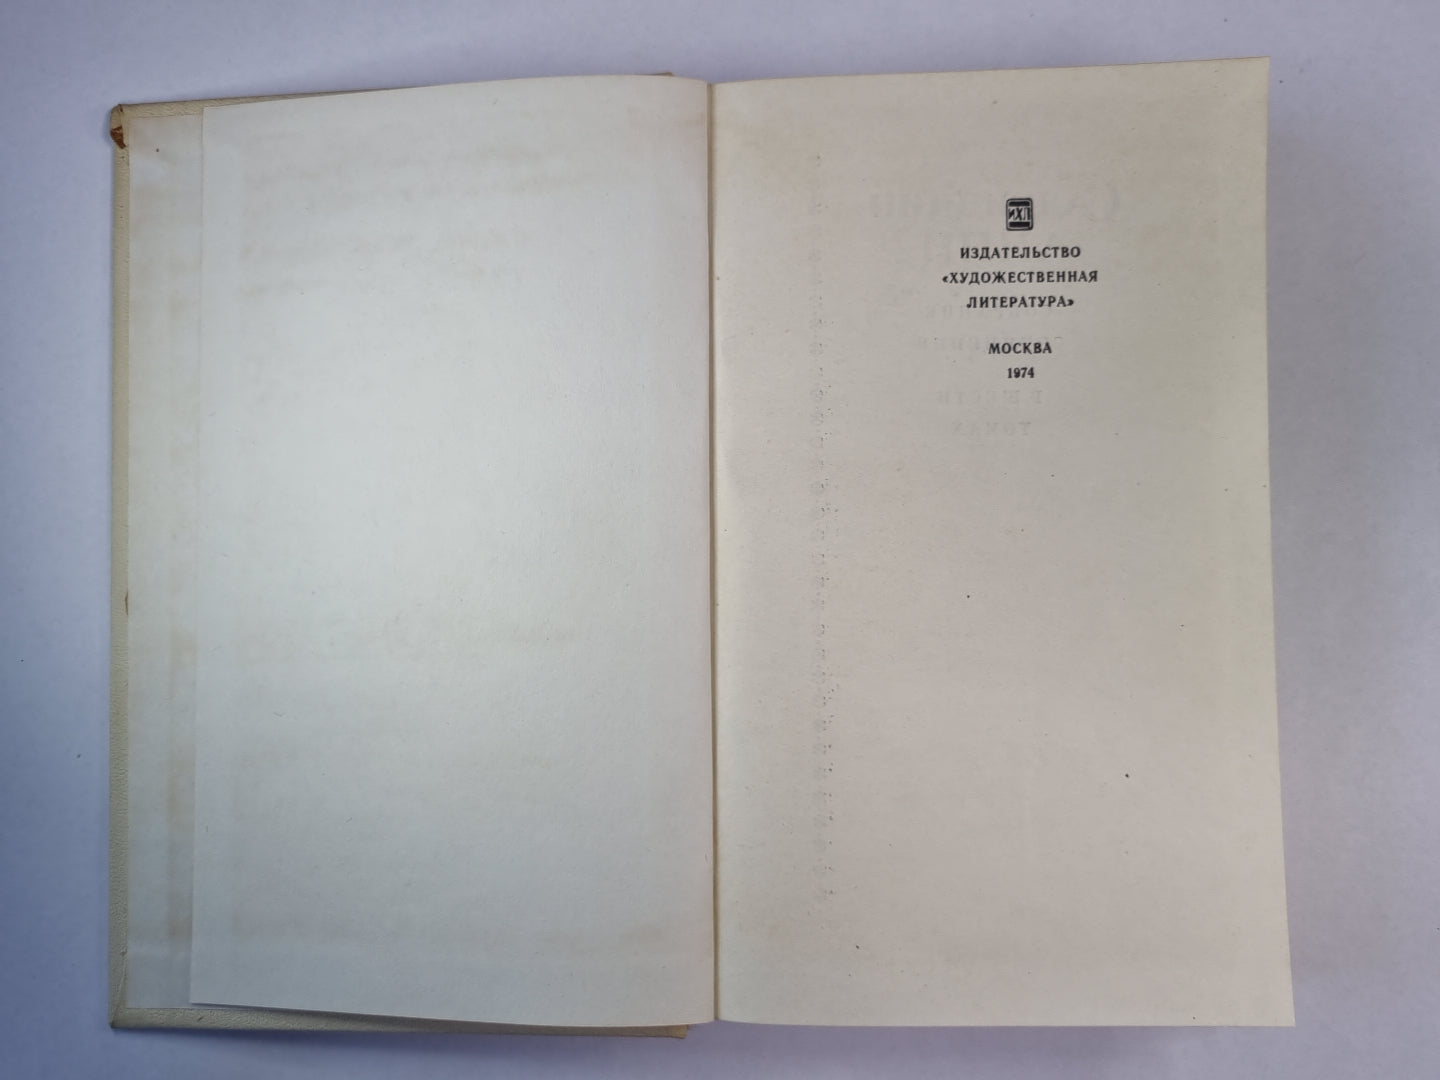 ИХЛ
ИЗДАТЕЛЬСТВО
«ХУДОЖЕСТВЕННАЯ
ЛИТЕРАТУРА»
МОСКВА
1974